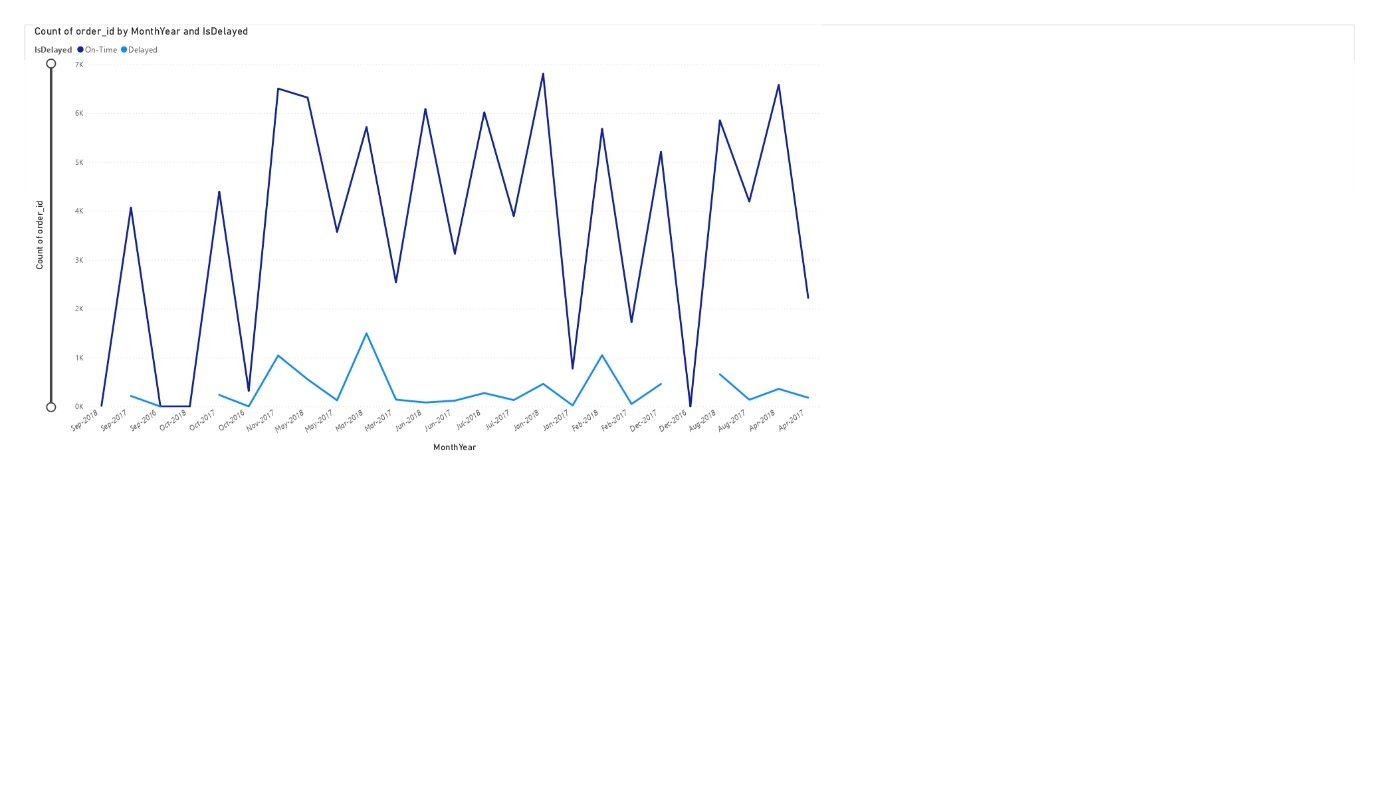 Count of order_id by MonthYear and IsDelayed
IsDelayed On-Time Delayed
7K
6K
5K
4K
3K
2K
1K
0K
Count of order_id
Sep-2018 Sep-2017 Sep-2016 Oct-2018 Oct-2017 Oct-2016 Nov-2017 May-2018 May-2017 Mar-2018 Mar-2017 Jun-2018 Jun-2017 Jul-2018 Jul-2017 Jan-2018 Jan-2017 Feb-2018 Feb-2017 Dec-2017 Dec-2016 Aug-2018 Aug-2017 Apr-2018 Apr-2017
MonthYear